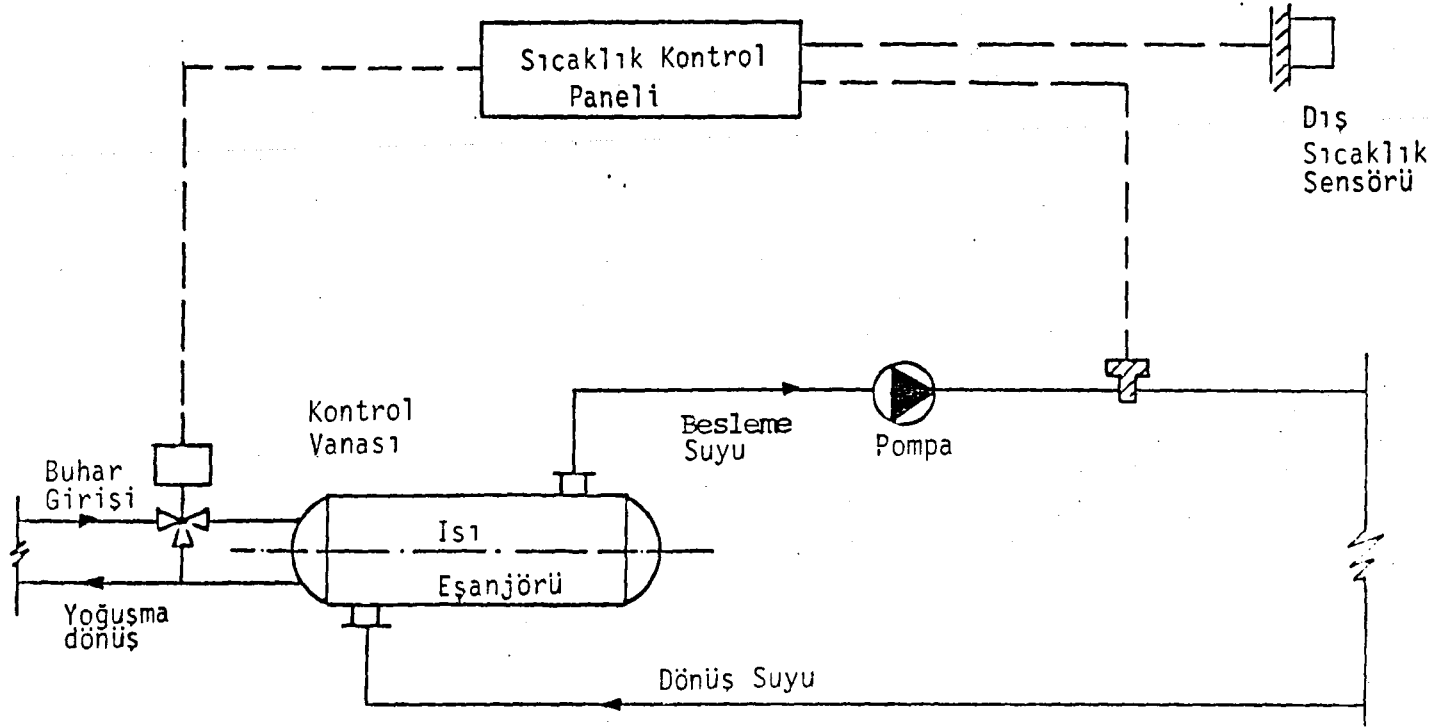 Sıcaklık Kontrol
Paneli
Dış
Sıcaklık
Sensörü
Kontrol
Vanası
Besleme
Suyu
Pompa
Buhar
Girişi
Isı
Eşanjörü
Yoğuşma
dönüş
Dönüş Suyu